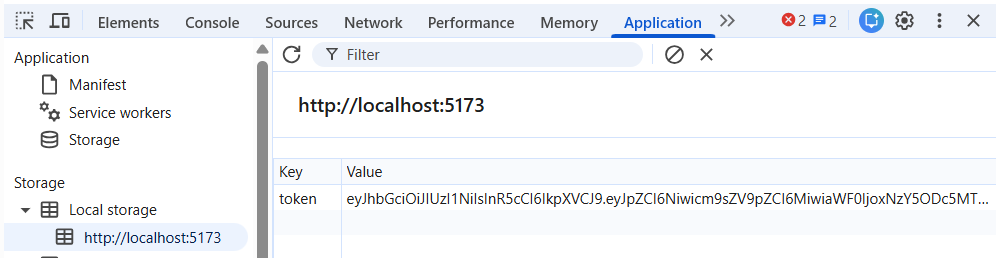 Elements Console Sources Network Performance Memory Application 2 2
Application
Filter
Manifest
http://localhost:5173
Service workers
Storage
Key Value
Storage
token eyJhbGciOiJIUzI1NiIsInR5cCI6IkpXVCJ9.eyJpZCI6Niwicm9sZV9pZCI6MiwiaWF0IjoxNzY5ODc5MT...
Local storage
http://localhost:5173